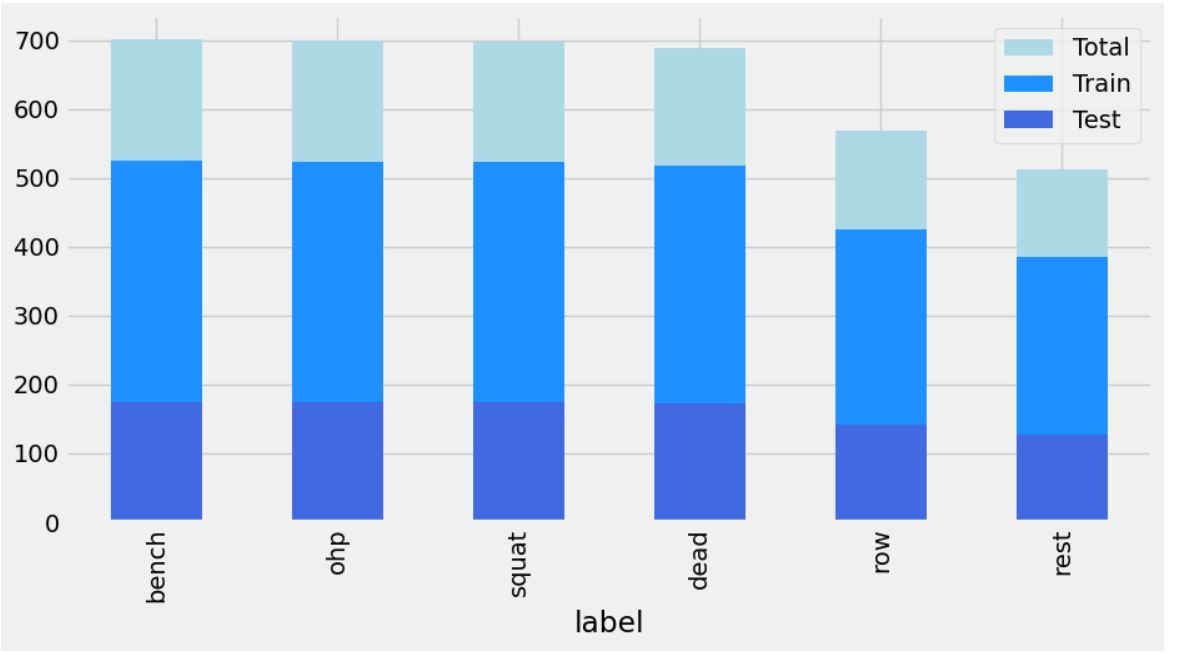 700
600
500
400
300
200
100
0
Total
Train
Test
bench
ohp
squat
dead
row
rest
label